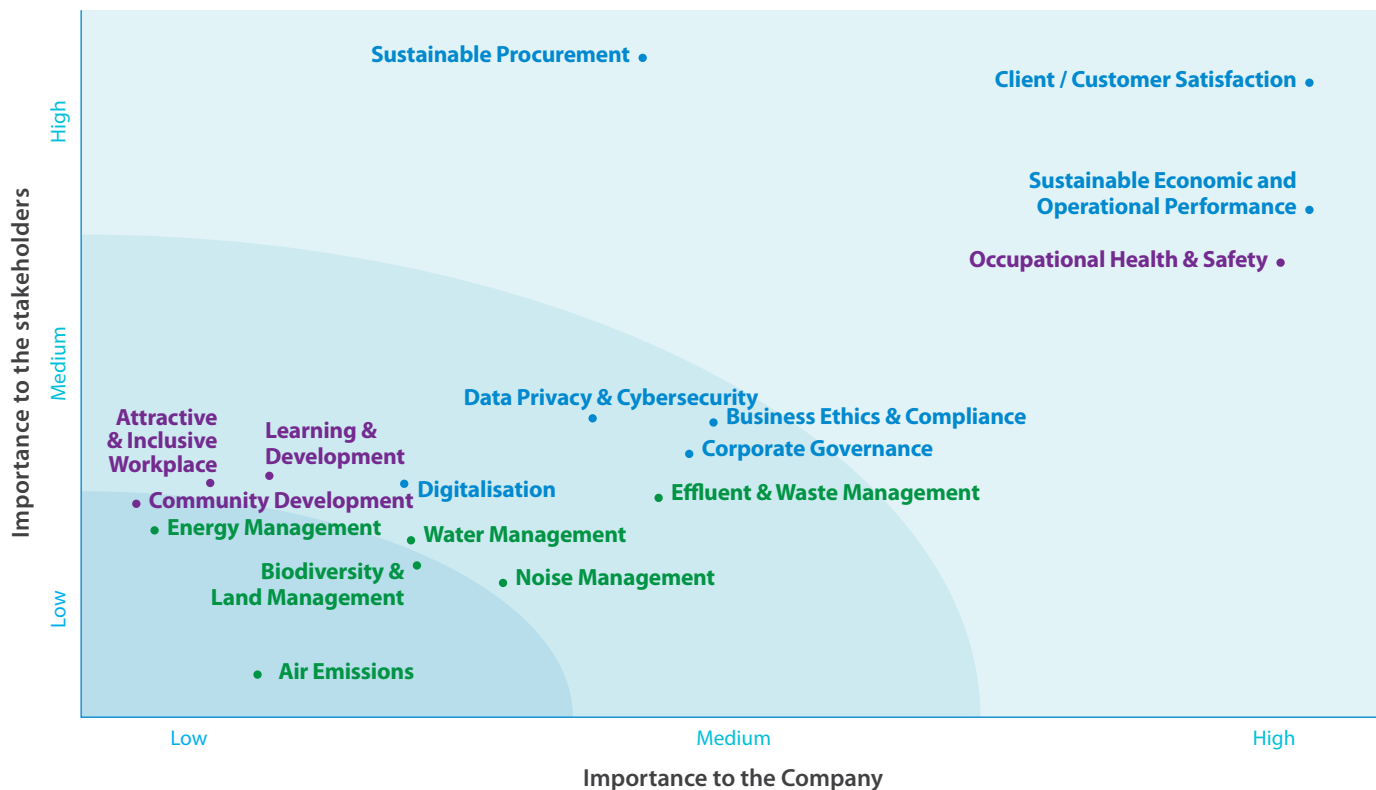 Sustainable Procurement
Client / Customer Satisfaction
High
Sustainable Economic and
Operational Performance
Occupational Health & Safety
Importance to the stakeholders
Medium
Data Privacy & Cybersecurity
Business Ethics & Compliance
Attractive
& Inclusive
Workplace
Learning &
Development
Corporate Governance
Digitalisation
Effluent & Waste Management
Community Development
Energy Management
Water Management
Biodiversity &
Land Management
Noise Management
Low
Air Emissions
Low
Medium
High
Importance to the Company